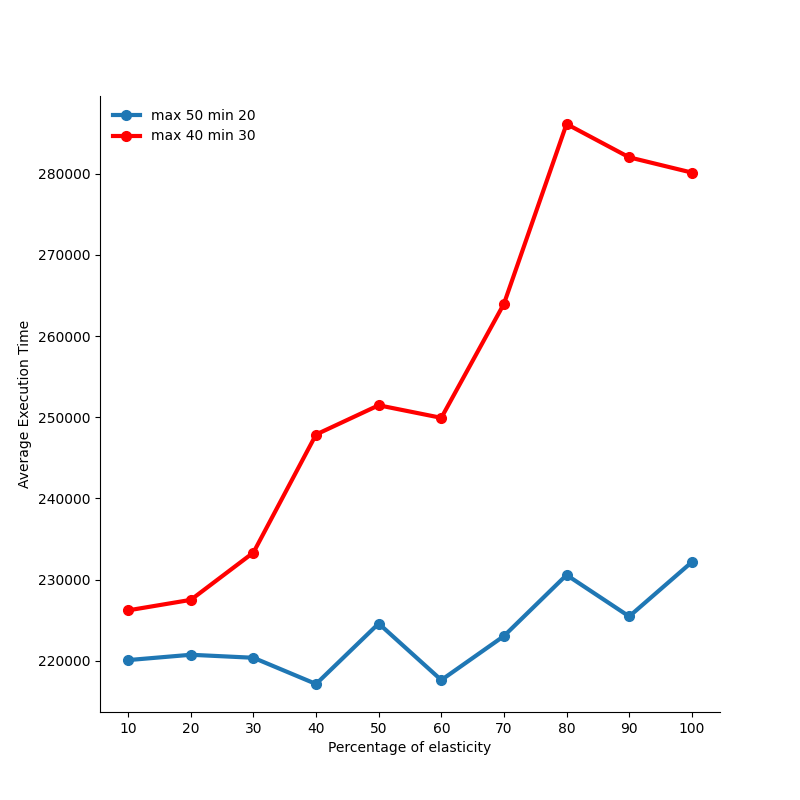 max 50 min 20
max 40 min 30
280000
270000
260000
250000
240000
230000
220000
Average Execution Time
10 20 30 40 50 60 70 80 90 100
Percentage of elasticity